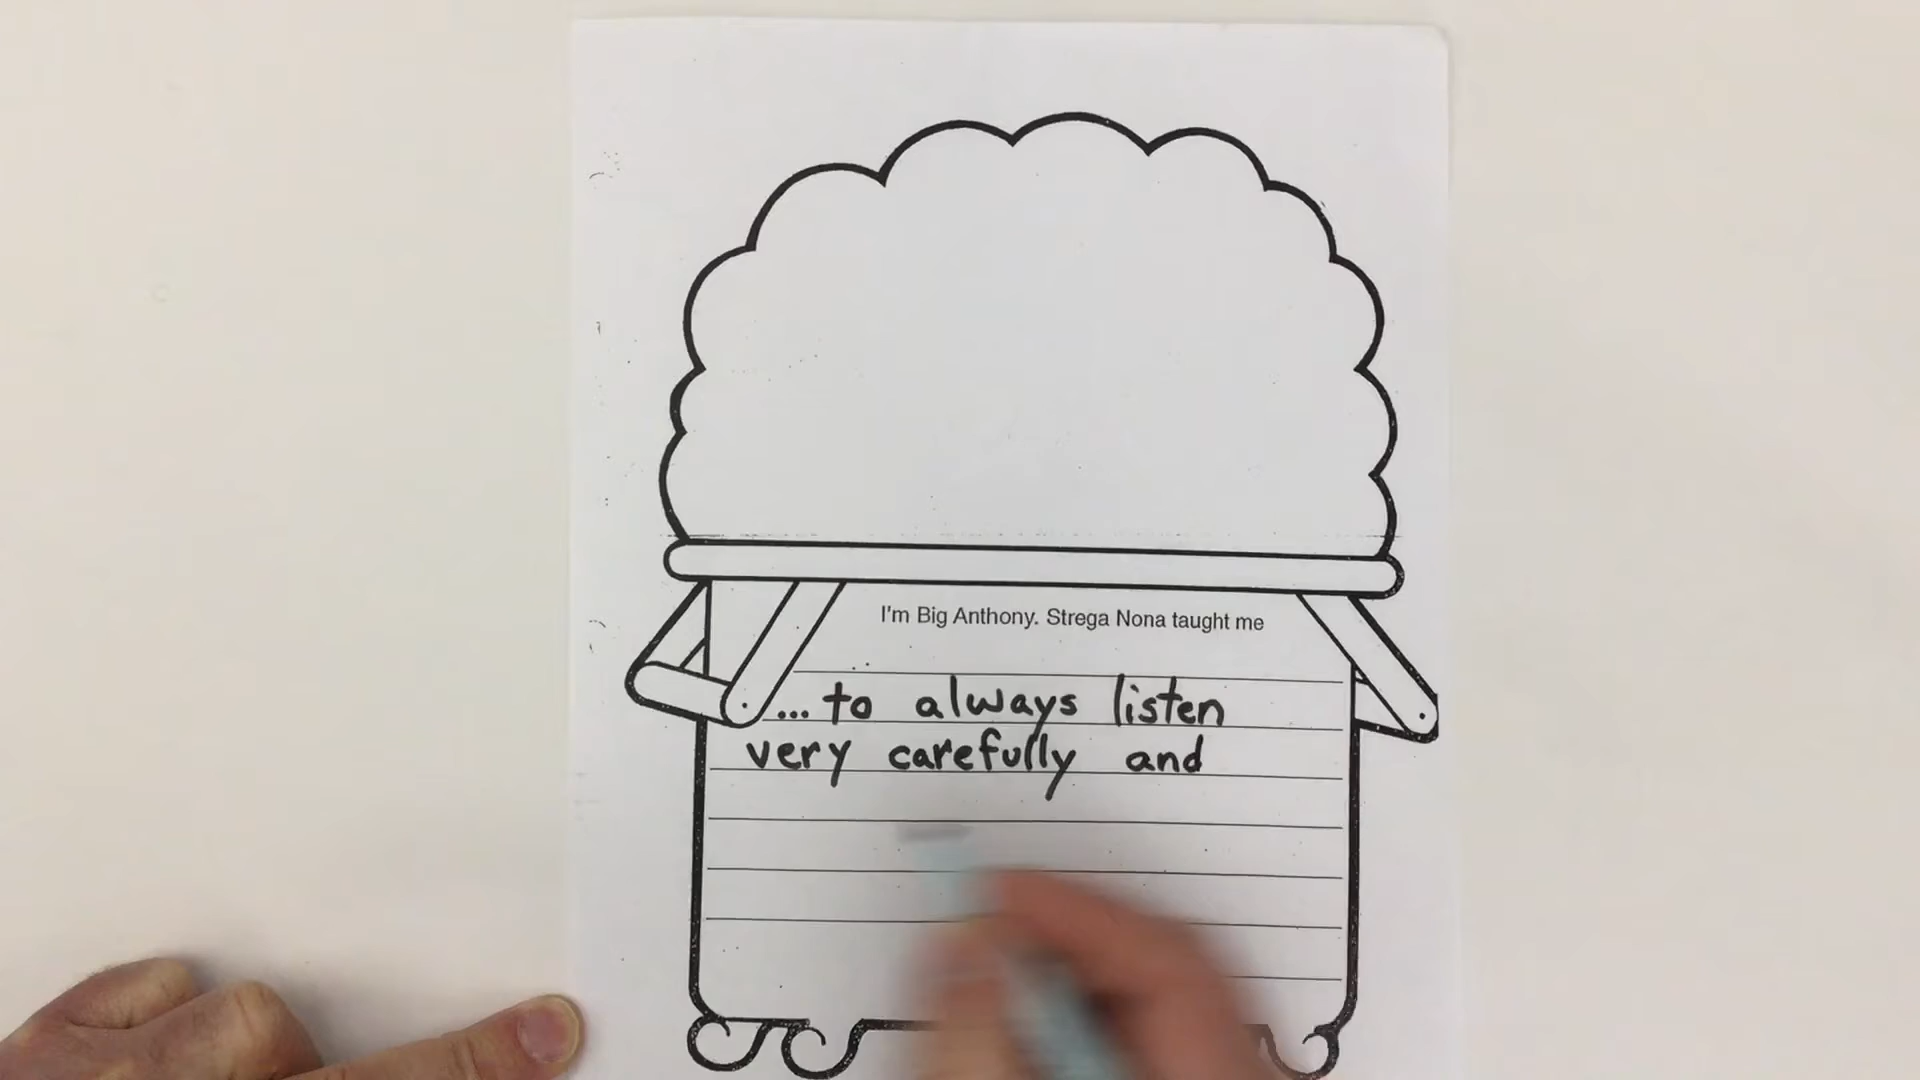 I'm Big Anthony. Strega Nona taught me
... to always listen
very carefully and